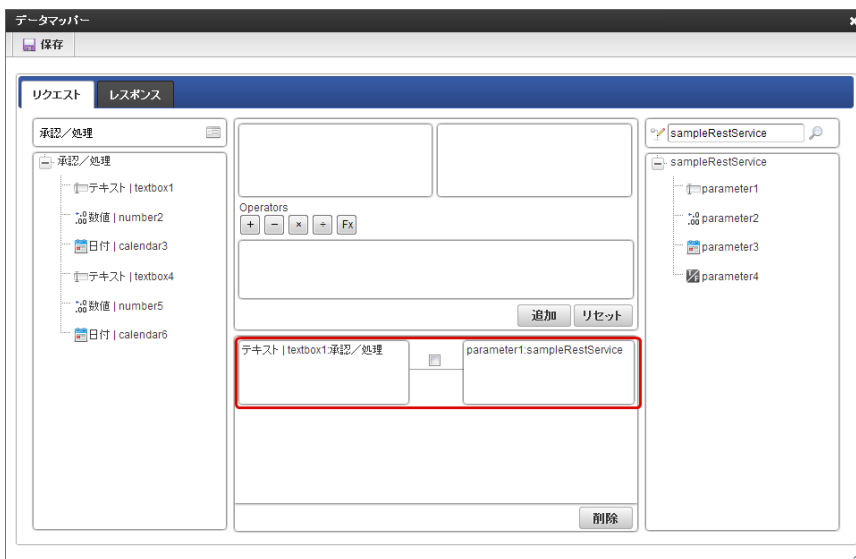 データマッパー
保存
リクエスト レスポンス
承認／処理
承認／処理
テキスト | textbox1
数値 | number2
日付 | calendar3
テキスト | textbox4
数値 | number5
日付 | calendar6
Operators
+ − × ÷ Fx
追加 リセット
テキスト | textbox1:承認／処理
parameter1:sampleRestService
削除
sampleRestService
sampleRestService
parameter1
parameter2
parameter3
parameter4